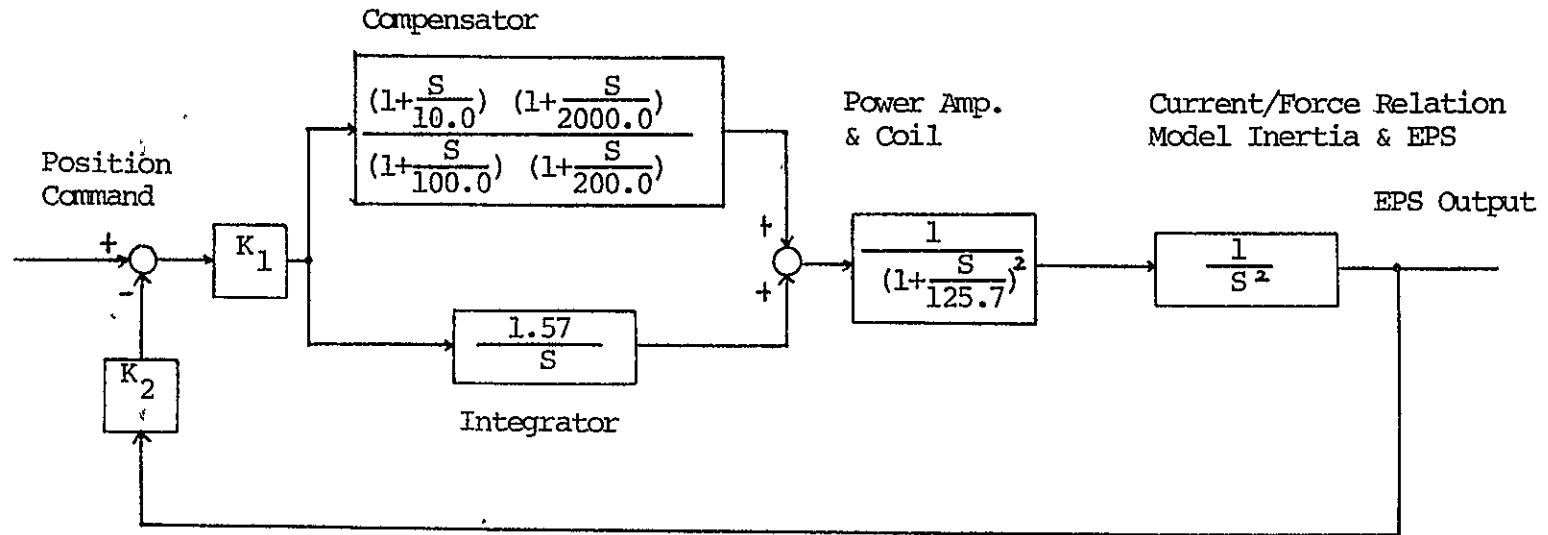 Compensator
(1+S/10.0) (1+S/2000.0)
(1+S/100.0) (1+S/200.0)
Position
Command
+
-
K1
K2
1.57
S
Integrator
+
+
Power Amp.
& Coil
1
(1+S/125.7)²
Current/Force Relation
Model Inertia & EPS
1
S²
EPS Output